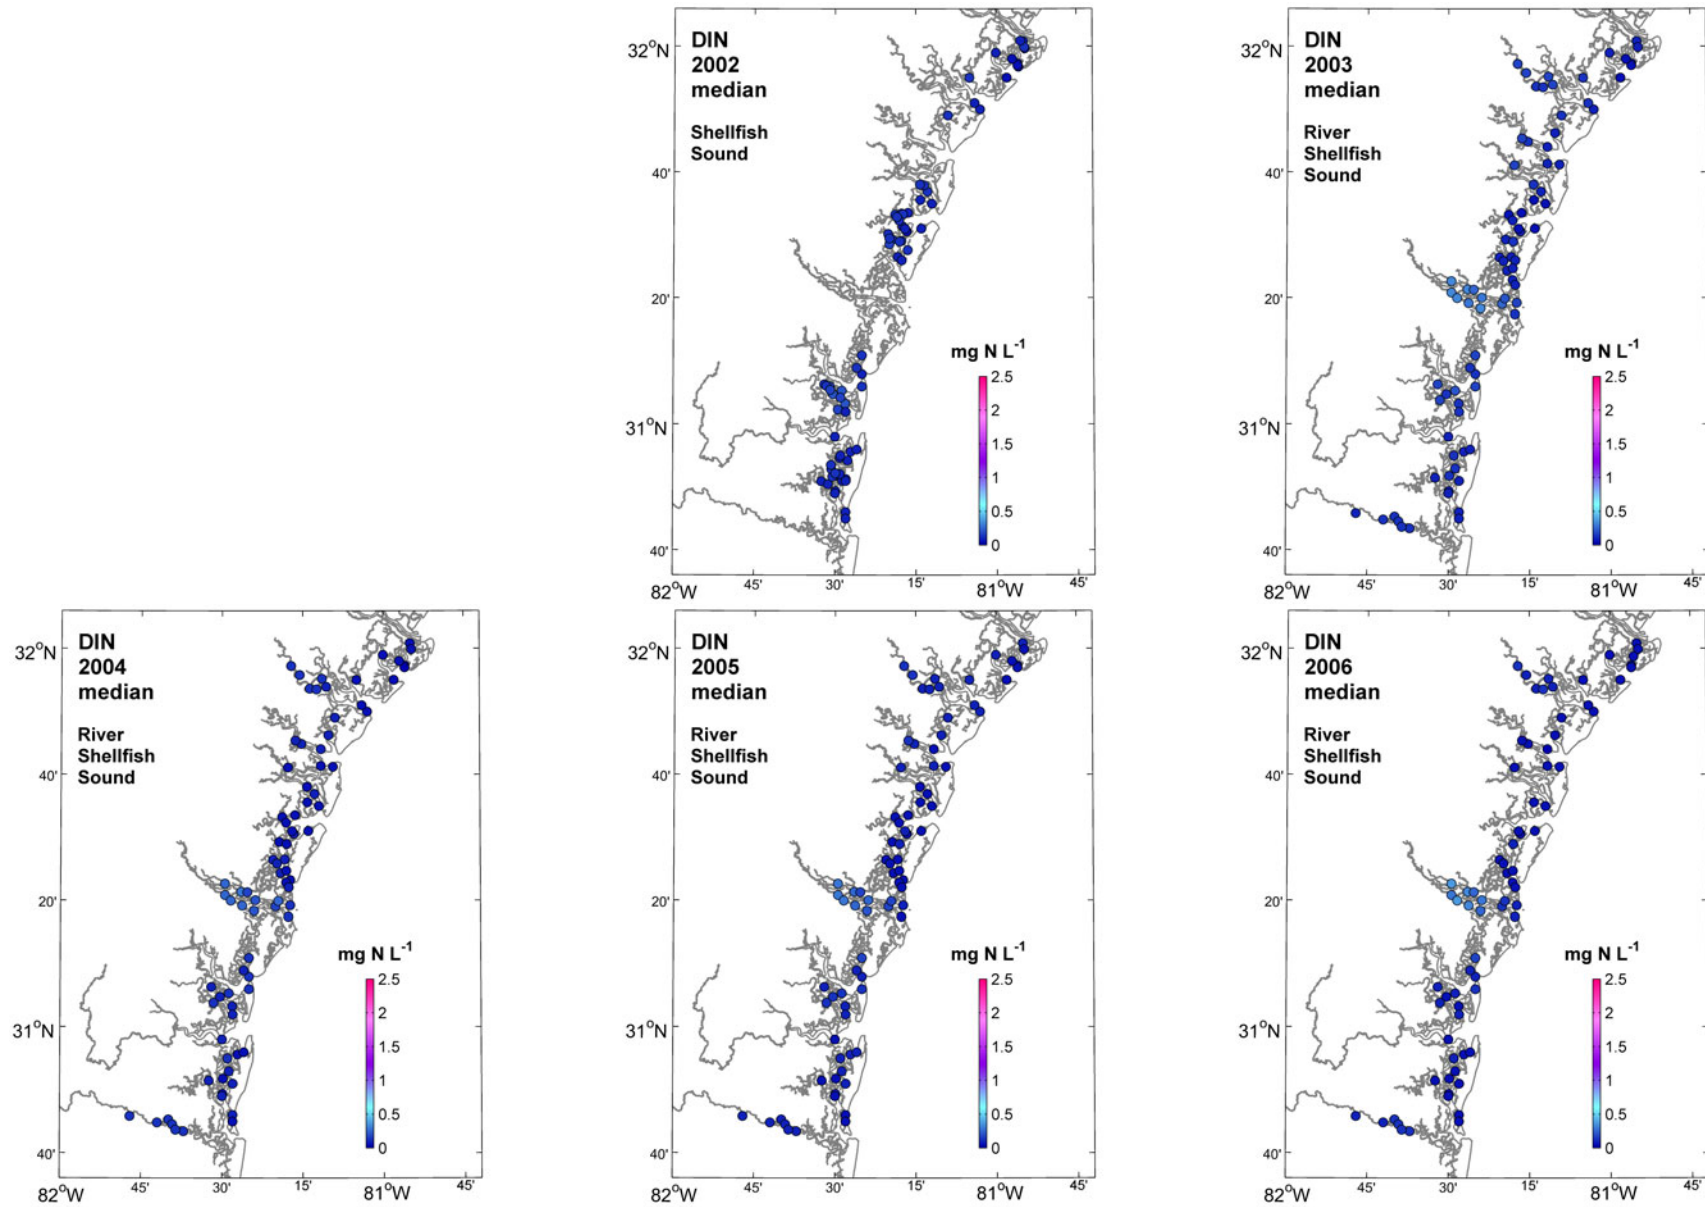 DIN
2002
median
Shellfish
Sound
32°N
40'
20'
31°N
40'
82°W
45'
30'
15'
81°W
45'
mg N L⁻¹
2.5
2
1.5
1
0.5
0
DIN
2003
median
River
Shellfish
Sound
32°N
40'
20'
31°N
40'
82°W
45'
30'
15'
81°W
45'
mg N L⁻¹
2.5
2
1.5
1
0.5
0
DIN
2004
median
River
Shellfish
Sound
32°N
40'
20'
31°N
40'
82°W
45'
30'
15'
81°W
45'
mg N L⁻¹
2.5
2
1.5
1
0.5
0
DIN
2005
median
River
Shellfish
Sound
32°N
40'
20'
31°N
40'
82°W
45'
30'
15'
81°W
45'
mg N L⁻¹
2.5
2
1.5
1
0.5
0
DIN
2006
median
River
Shellfish
Sound
32°N
40'
20'
31°N
40'
82°W
45'
30'
15'
81°W
45'
mg N L⁻¹
2.5
2
1.5
1
0.5
0